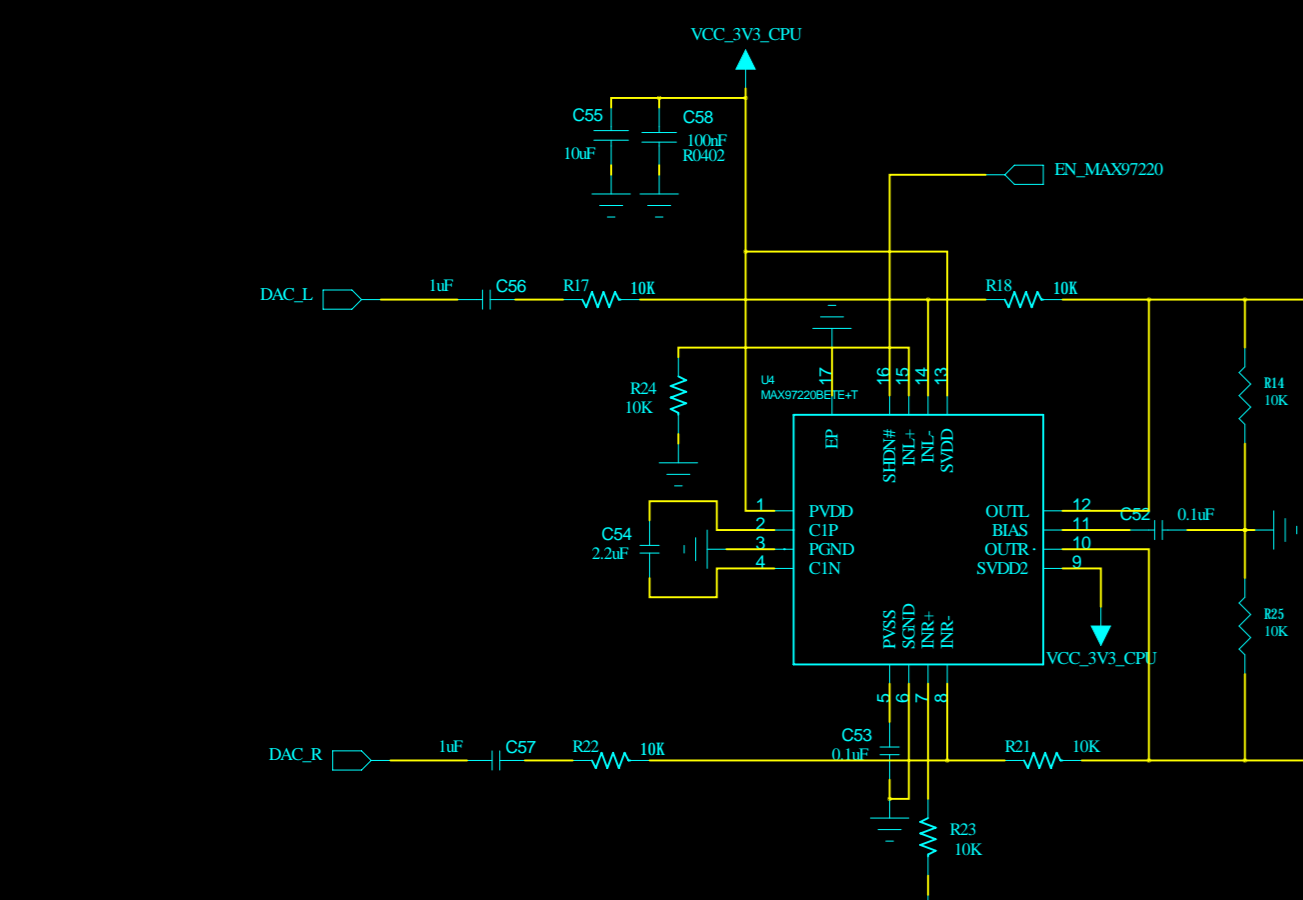 VCC_3V3_CPU
C55
C58
10uF
100nF
R0402
EN_MAX97220
DAC_L
1uF
C56
R17
10K
R18
10K
R24
10K
U4
MAX97220BETE+T
17
16
15
14
13
EP
SHDN#
INL+
INL-
SVDD
R14
10K
1
PVDD
2
C1P
3
PGND
4
C1N
C54
2.2uF
OUTL
12
BIAS
11
OUTR
10
SVDD2
9
C52
0.1uF
R25
10K
VCC_3V3_CPU
PVSS
SGND
INR+
INR-
5
6
7
8
C53
0.1uF
DAC_R
1uF
C57
R22
10K
R21
10K
R23
10K